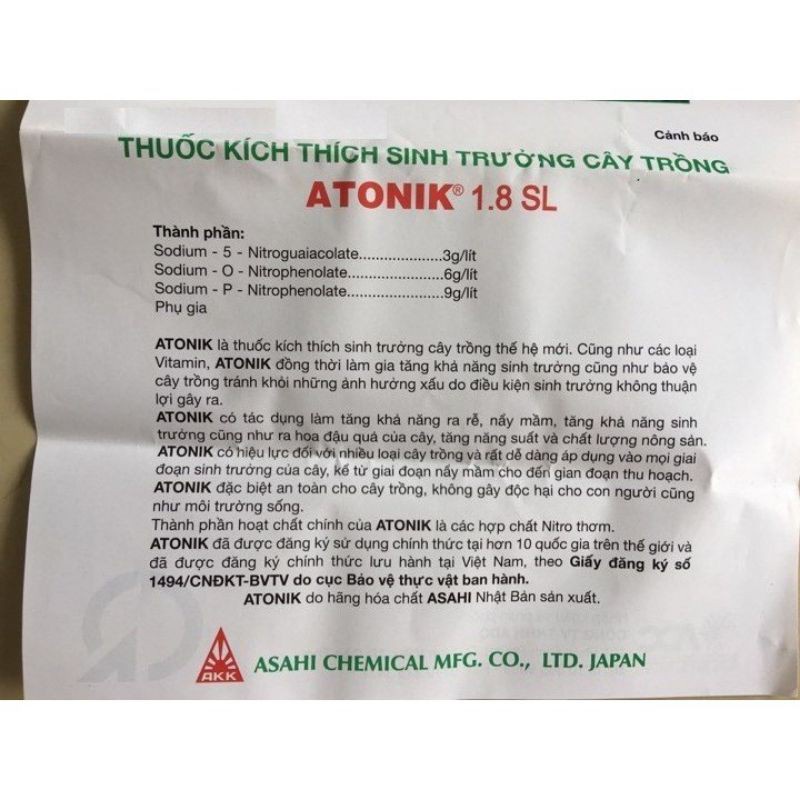 Cảnh báo
THUỐC KÍCH THÍCH SINH TRƯỞNG CÂY TRỒNG
ATONIK® 1.8 SL
Thành phần:
Sodium - 5 - Nitroguaiacolate....................3g/lít
Sodium - O - Nitrophenolate.......................6g/lít
Sodium - P - Nitrophenolate.......................9g/lít
Phụ gia
ATONIK là thuốc kích thích sinh trưởng cây trồng thế hệ mới. Cũng như các loại
Vitamin, ATONIK đồng thời làm gia tăng khả năng sinh trưởng cũng như bảo vệ
cây trồng tránh khỏi những ảnh hưởng xấu do điều kiện sinh trưởng không thuận
lợi gây ra.
ATONIK có tác dụng làm tăng khả năng ra rễ, nẩy mầm, tăng khả năng sinh
trưởng cũng như ra hoa đậu quả của cây, tăng năng suất và chất lượng nông sản.
ATONIK có hiệu lực đối với nhiều loại cây trồng và rất dễ dàng áp dụng vào mọi giai
đoạn sinh trưởng của cây, kể từ giai đoạn nẩy mầm cho đến gian đoạn thu hoạch.
ATONIK đặc biệt an toàn cho cây trồng, không gây độc hại cho con người cũng
như môi trường sống.
Thành phần hoạt chất chính của ATONIK là các hợp chất Nitro thơm.
ATONIK đã được đăng ký sử dụng chính thức tại hơn 10 quốc gia trên thế giới và
đã được đăng ký chính thức lưu hành tại Việt Nam, theo Giấy đăng ký số
1494/CNĐKT-BVTV do cục Bảo vệ thực vật ban hành.
ATONIK do hãng hóa chất ASAHI Nhật Bản sản xuất.
AKK
ASAHI CHEMICAL MFG. CO., LTD. JAPAN